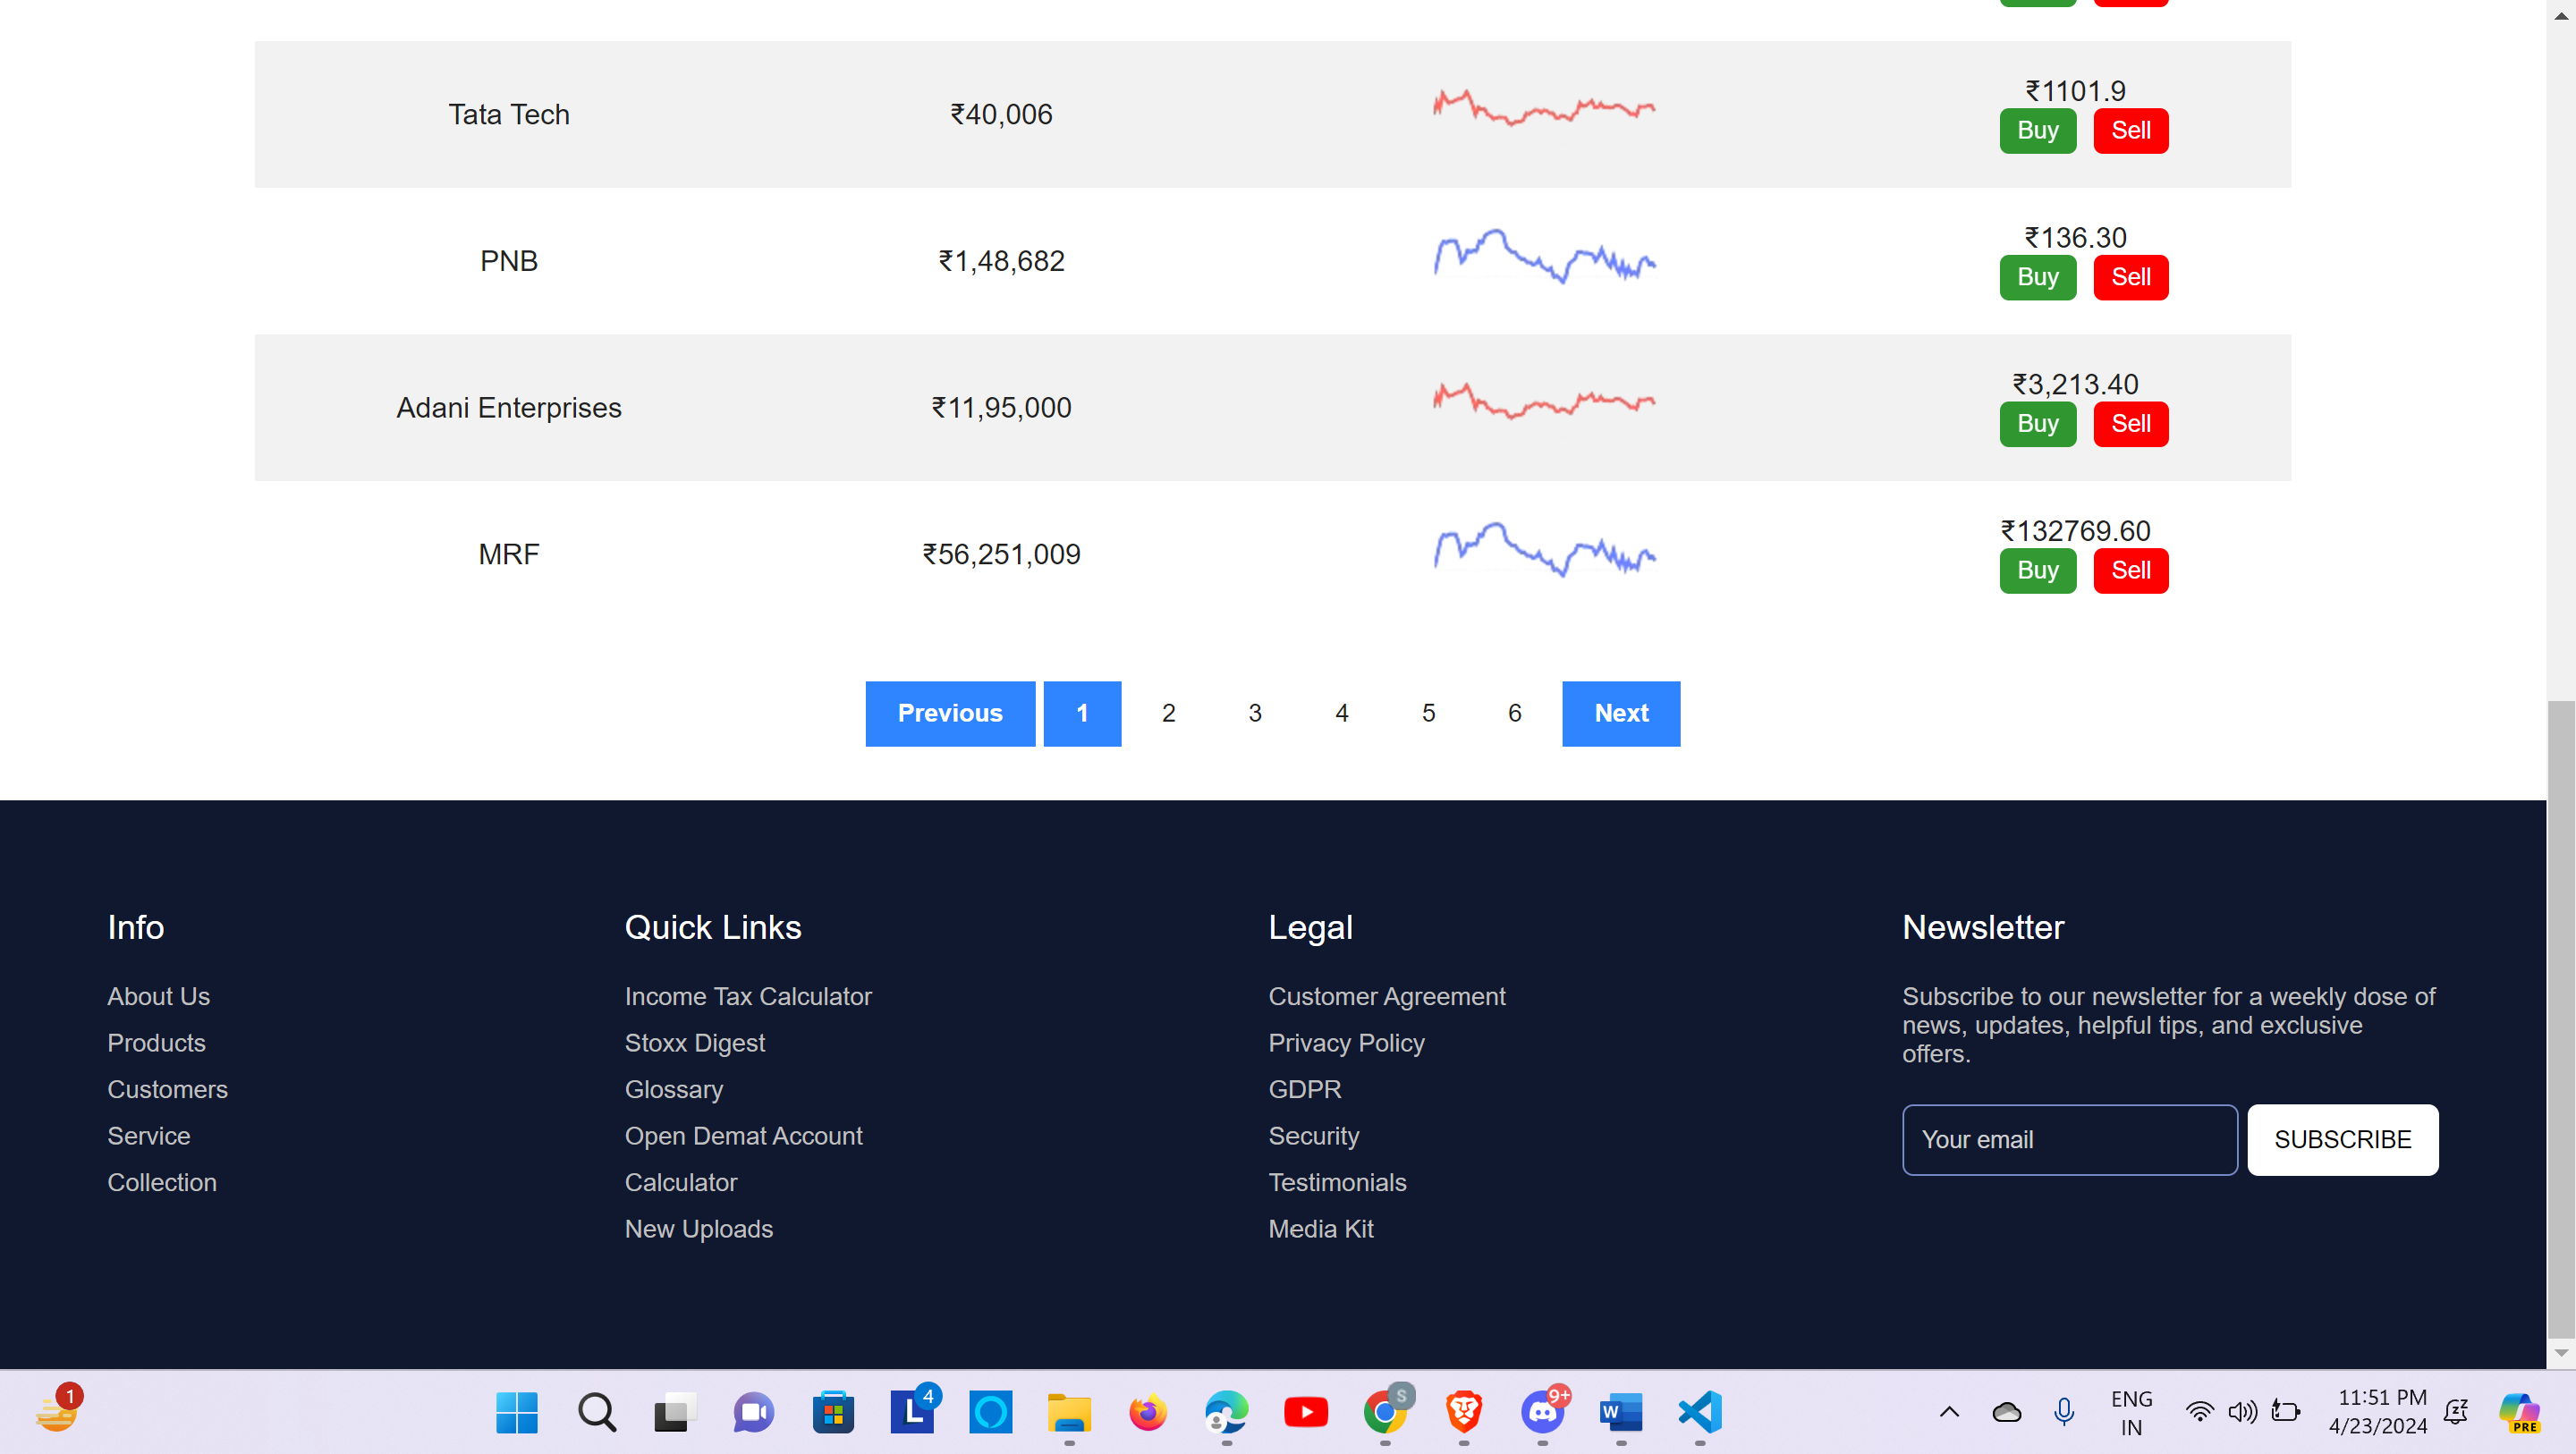 Tata Tech ₹40,006 ₹1101.9
Buy Sell
PNB ₹1,48,682 ₹136.30
Buy Sell
Adani Enterprises ₹11,95,000 ₹3,213.40
Buy Sell
MRF ₹56,251,009 ₹132769.60
Buy Sell
Previous 1 2 3 4 5 6 Next
Info
About Us
Products
Customers
Service
Collection
Quick Links
Income Tax Calculator
Stoxx Digest
Glossary
Open Demat Account
Calculator
New Uploads
Legal
Customer Agreement
Privacy Policy
GDPR
Security
Testimonials
Media Kit
Newsletter
Subscribe to our newsletter for a weekly dose of
news, updates, helpful tips, and exclusive
offers.
Your email SUBSCRIBE
1
L 4
S
9+
W
ENG
IN
11:51 PM
4/23/2024
PRE